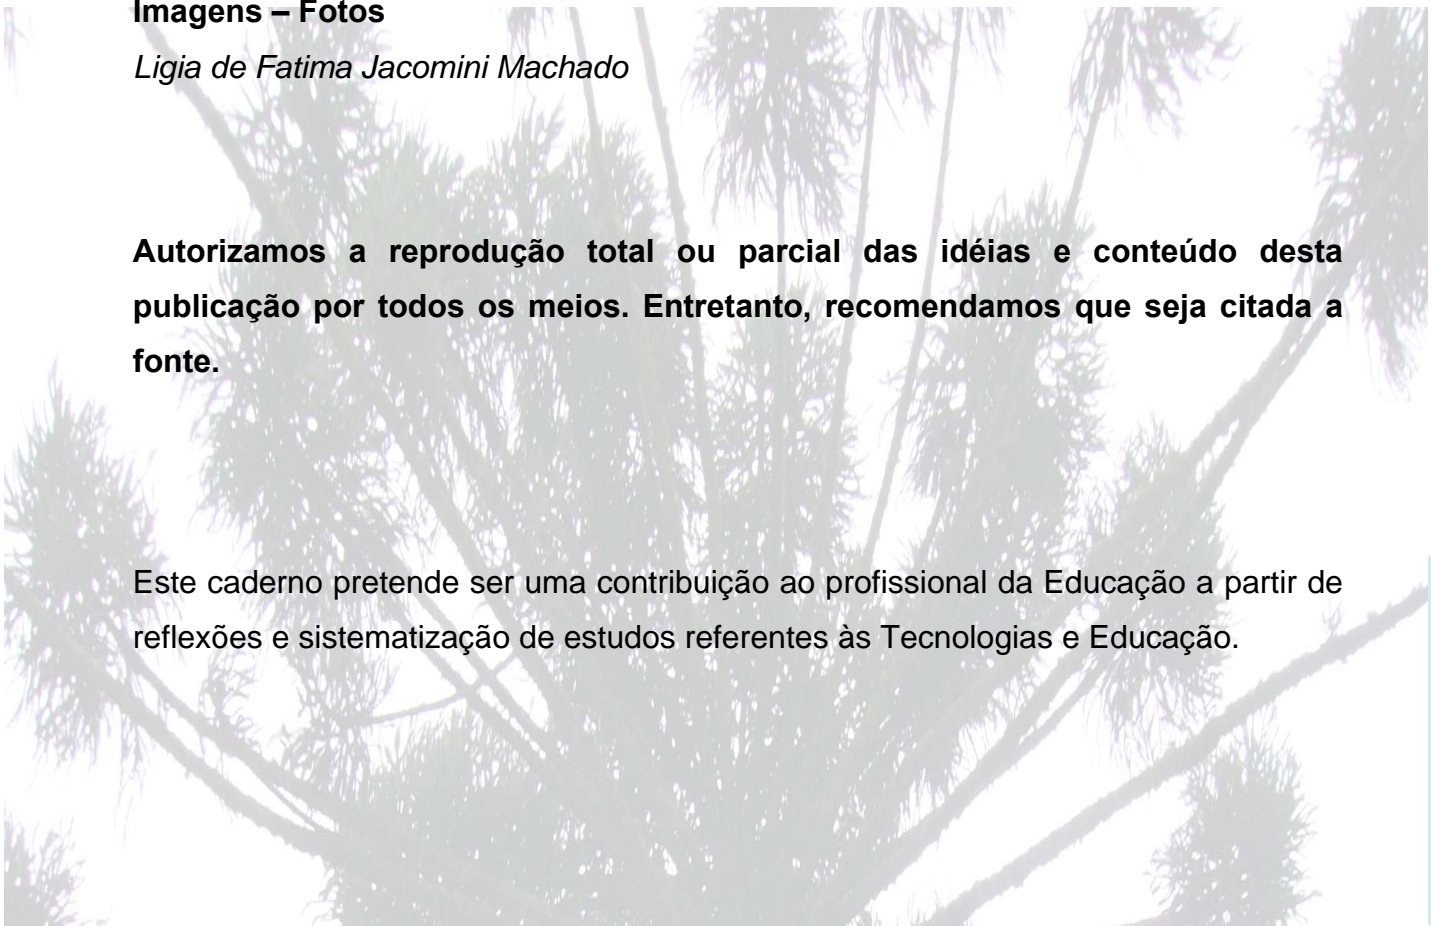 Imagens – Fotos
Ligia de Fatima Jacomini Machado
Autorizamos a reprodução total ou parcial das idéias e conteúdo desta
publicação por todos os meios. Entretanto, recomendamos que seja citada a
fonte.
Este caderno pretende ser uma contribuição ao profissional da Educação a partir de
reflexões e sistematização de estudos referentes às Tecnologias e Educação.